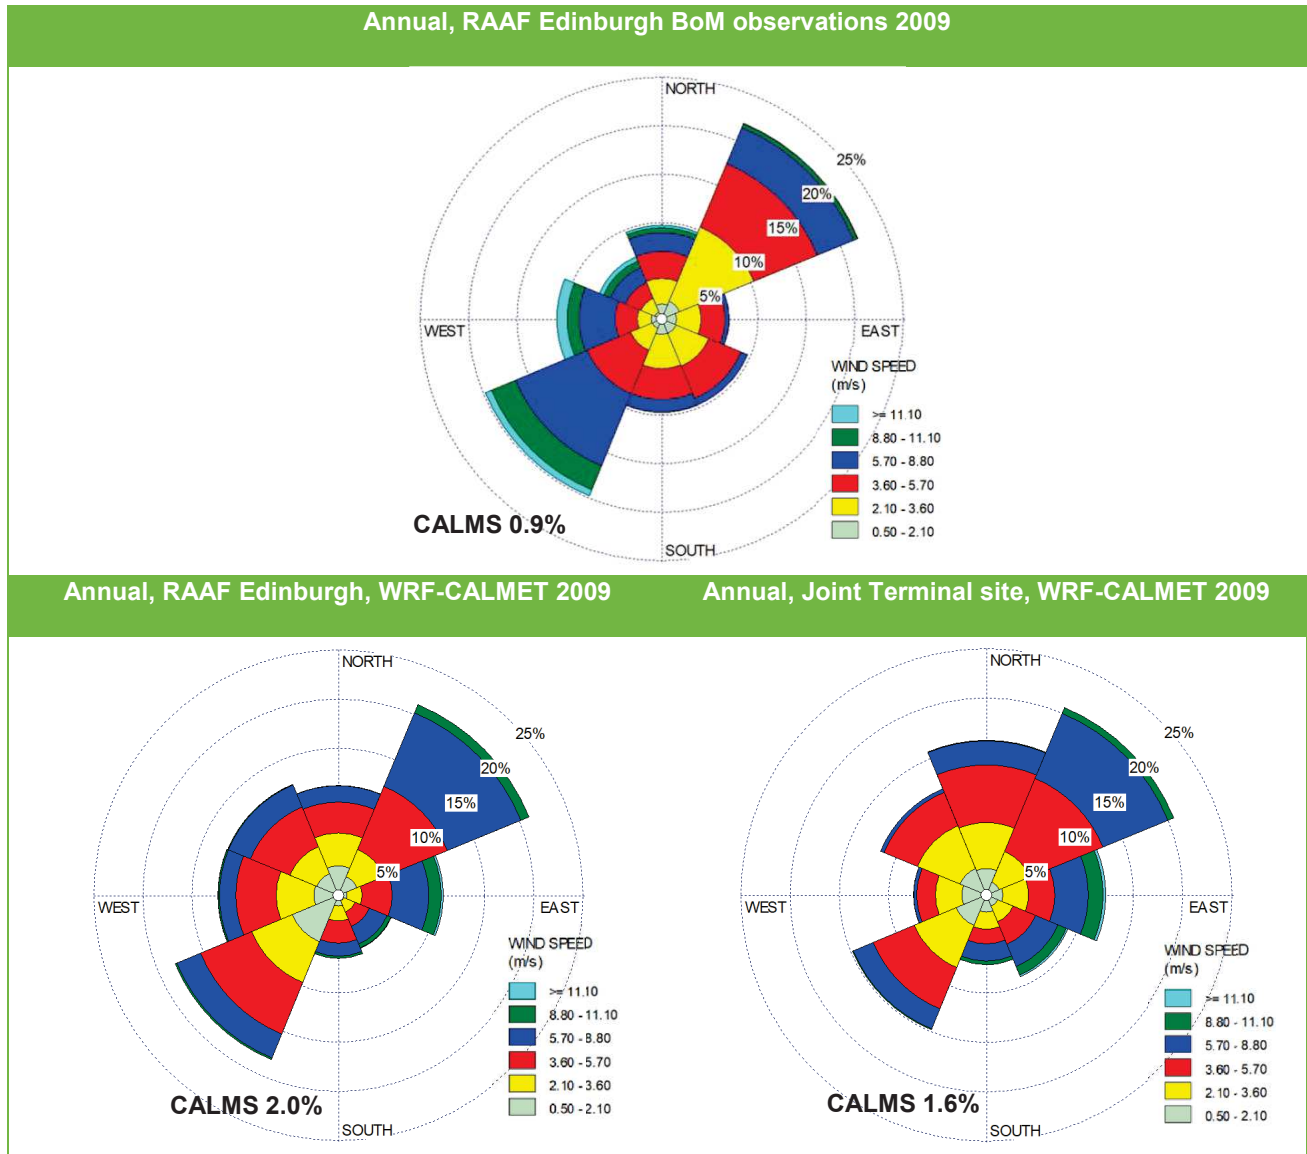 Annual, RAAF Edinburgh BoM observations 2009
NORTH
25%
20%
15%
10%
5%
WEST
EAST
WIND SPEED
(m/s)
>= 11.10
8.80 - 11.10
5.70 - 8.80
3.60 - 5.70
2.10 - 3.60
0.50 - 2.10
CALMS 0.9%
SOUTH
Annual, RAAF Edinburgh, WRF-CALMET 2009
NORTH
25%
20%
15%
10%
5%
WEST
EAST
WIND SPEED
(m/s)
>= 11.10
8.80 - 11.10
5.70 - 8.80
3.60 - 5.70
2.10 - 3.60
0.50 - 2.10
CALMS 2.0%
SOUTH
Annual, Joint Terminal site, WRF-CALMET 2009
NORTH
25%
20%
15%
10%
5%
WEST
EAST
WIND SPEED
(m/s)
>= 11.10
8.80 - 11.10
5.70 - 8.80
3.60 - 5.70
2.10 - 3.60
0.50 - 2.10
CALMS 1.6%
SOUTH